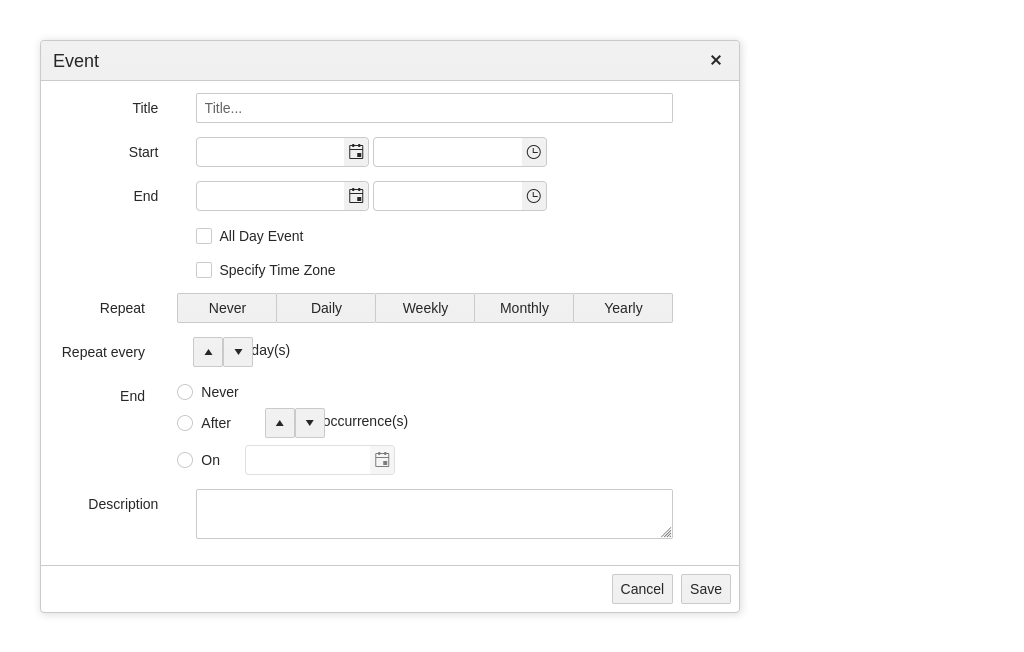 Event
Title Title...
Start
End
All Day Event
Specify Time Zone
Repeat Never Daily Weekly Monthly Yearly
Repeat every day(s)
End Never
After occurrence(s)
On
Description
Cancel Save